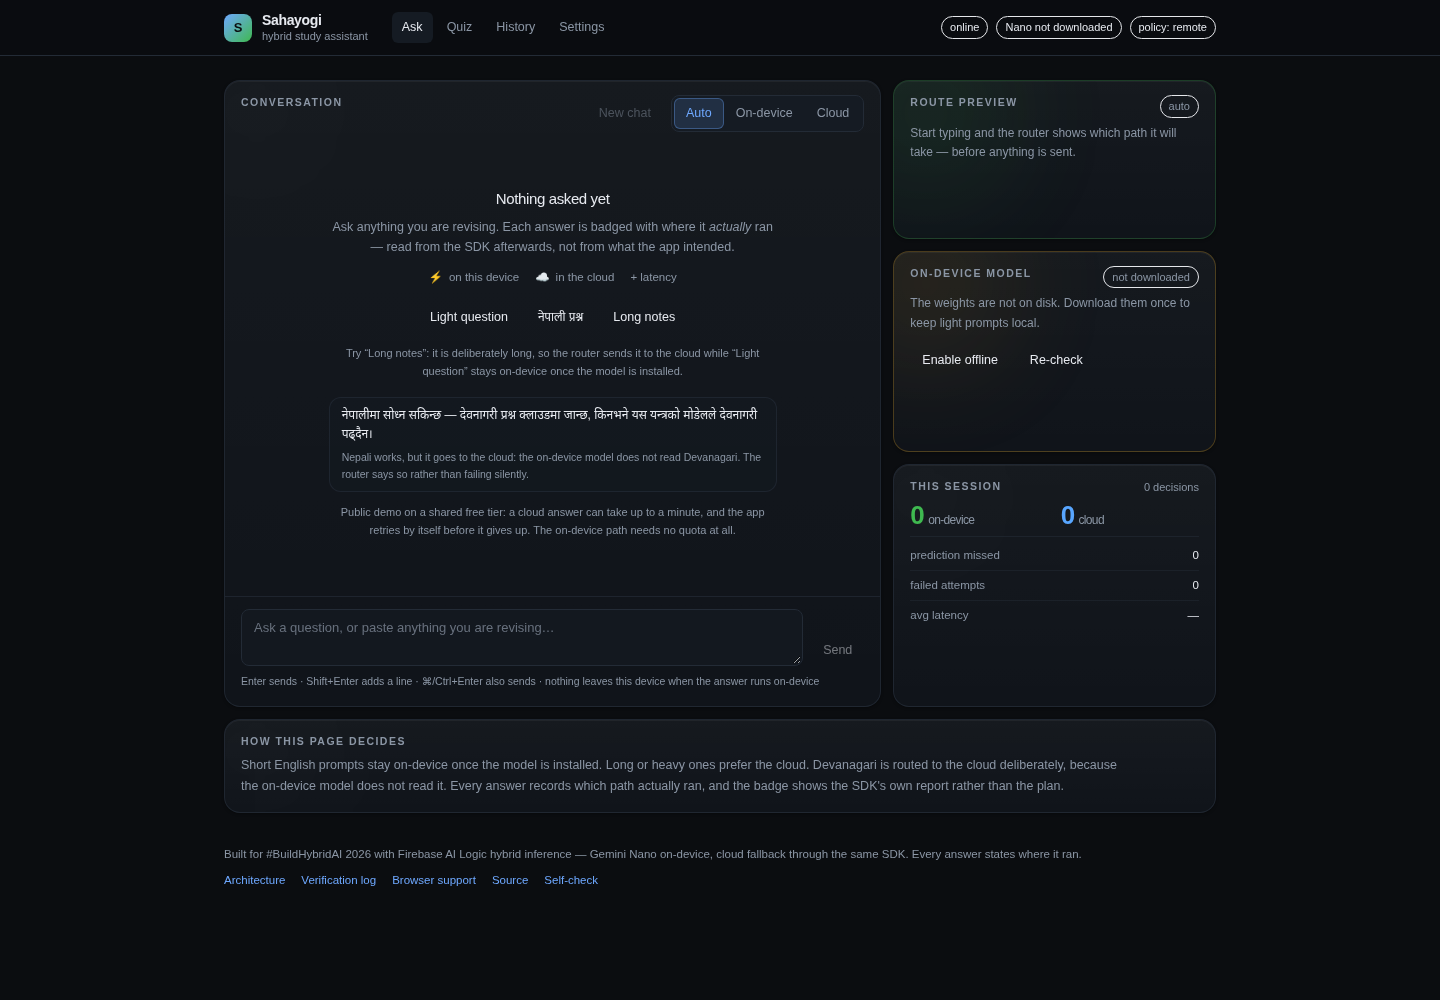 S
Sahayogi
hybrid study assistant
Ask
Quiz
History
Settings
online
Nano not downloaded
policy: remote
CONVERSATION
New chat
Auto
On-device
Cloud
Nothing asked yet
Ask anything you are revising. Each answer is badged with where it actually ran
— read from the SDK afterwards, not from what the app intended.
⚡ on this device ☁️ in the cloud + latency
Light question
नेपाली प्रश्न
Long notes
Try “Long notes”: it is deliberately long, so the router sends it to the cloud while “Light
question” stays on-device once the model is installed.
नेपालीमा सोध्न सकिन्छ — देवनागरी प्रश्न क्लाउडमा जान्छ, किनभने यस यन्त्रको मोडेलले देवनागरी
पढ्दैन।
Nepali works, but it goes to the cloud: the on-device model does not read Devanagari. The
router says so rather than failing silently.
Public demo on a shared free tier: a cloud answer can take up to a minute, and the app
retries by itself before it gives up. The on-device path needs no quota at all.
Ask a question, or paste anything you are revising…
Send
Enter sends · Shift+Enter adds a line · ⌘/Ctrl+Enter also sends · nothing leaves this device when the answer runs on-device
ROUTE PREVIEW
auto
Start typing and the router shows which path it will
take — before anything is sent.
ON-DEVICE MODEL
not downloaded
The weights are not on disk. Download them once to
keep light prompts local.
Enable offline
Re-check
THIS SESSION
0 decisions
0 on-device
0 cloud
prediction missed 0
failed attempts 0
avg latency —
HOW THIS PAGE DECIDES
Short English prompts stay on-device once the model is installed. Long or heavy ones prefer the cloud. Devanagari is routed to the cloud deliberately, because
the on-device model does not read it. Every answer records which path actually ran, and the badge shows the SDK's own report rather than the plan.
Built for #BuildHybridAI 2026 with Firebase AI Logic hybrid inference — Gemini Nano on-device, cloud fallback through the same SDK. Every answer states where it ran.
Architecture
Verification log
Browser support
Source
Self-check